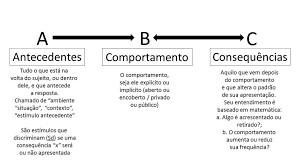 A
B
C
Antecedentes
Comportamento
Consequências
Tudo o que está na
volta do sujeito, ou dentro
dele, e que antecede
a resposta.
Chamado de "ambiente
"situação", "contexto",
"estímulo antecedente"
São estímulos que
discriminam (Sd) se uma
consequência "x" será
ou não apresentada
O comportamento,
seja ele explícito ou
implícito (aberto ou
encoberto / privado
ou público)
Aquilo que vem depois
do comportamento
e que altera o padrão
de sua apresentação.
Seu entendimento é
baseado em matemática:
a. Algo é acrescentado ou
retirado?;
b. O comportamento
aumenta ou reduz
sua frequência?